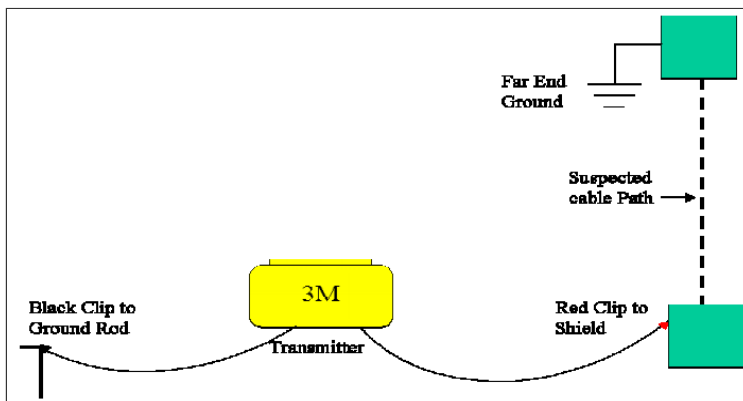 Far End
Ground
Suspected
cable Path
3M
Black Clip to
Ground Rod
Transmitter
Red Clip to
Shield